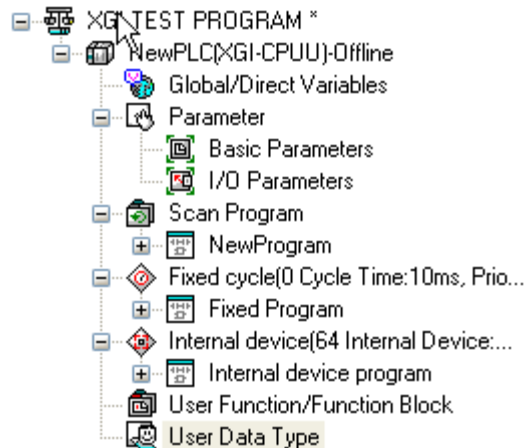 XGI TEST PROGRAM *
NewPLC(XGI-CPUU)-Offline
Global/Direct Variables
Parameter
Basic Parameters
I/O Parameters
Scan Program
NewProgram
Fixed cycle(0 Cycle Time:10ms, Prio...
Fixed Program
Internal device(64 Internal Device:...
Internal device program
User Function/Function Block
User Data Type